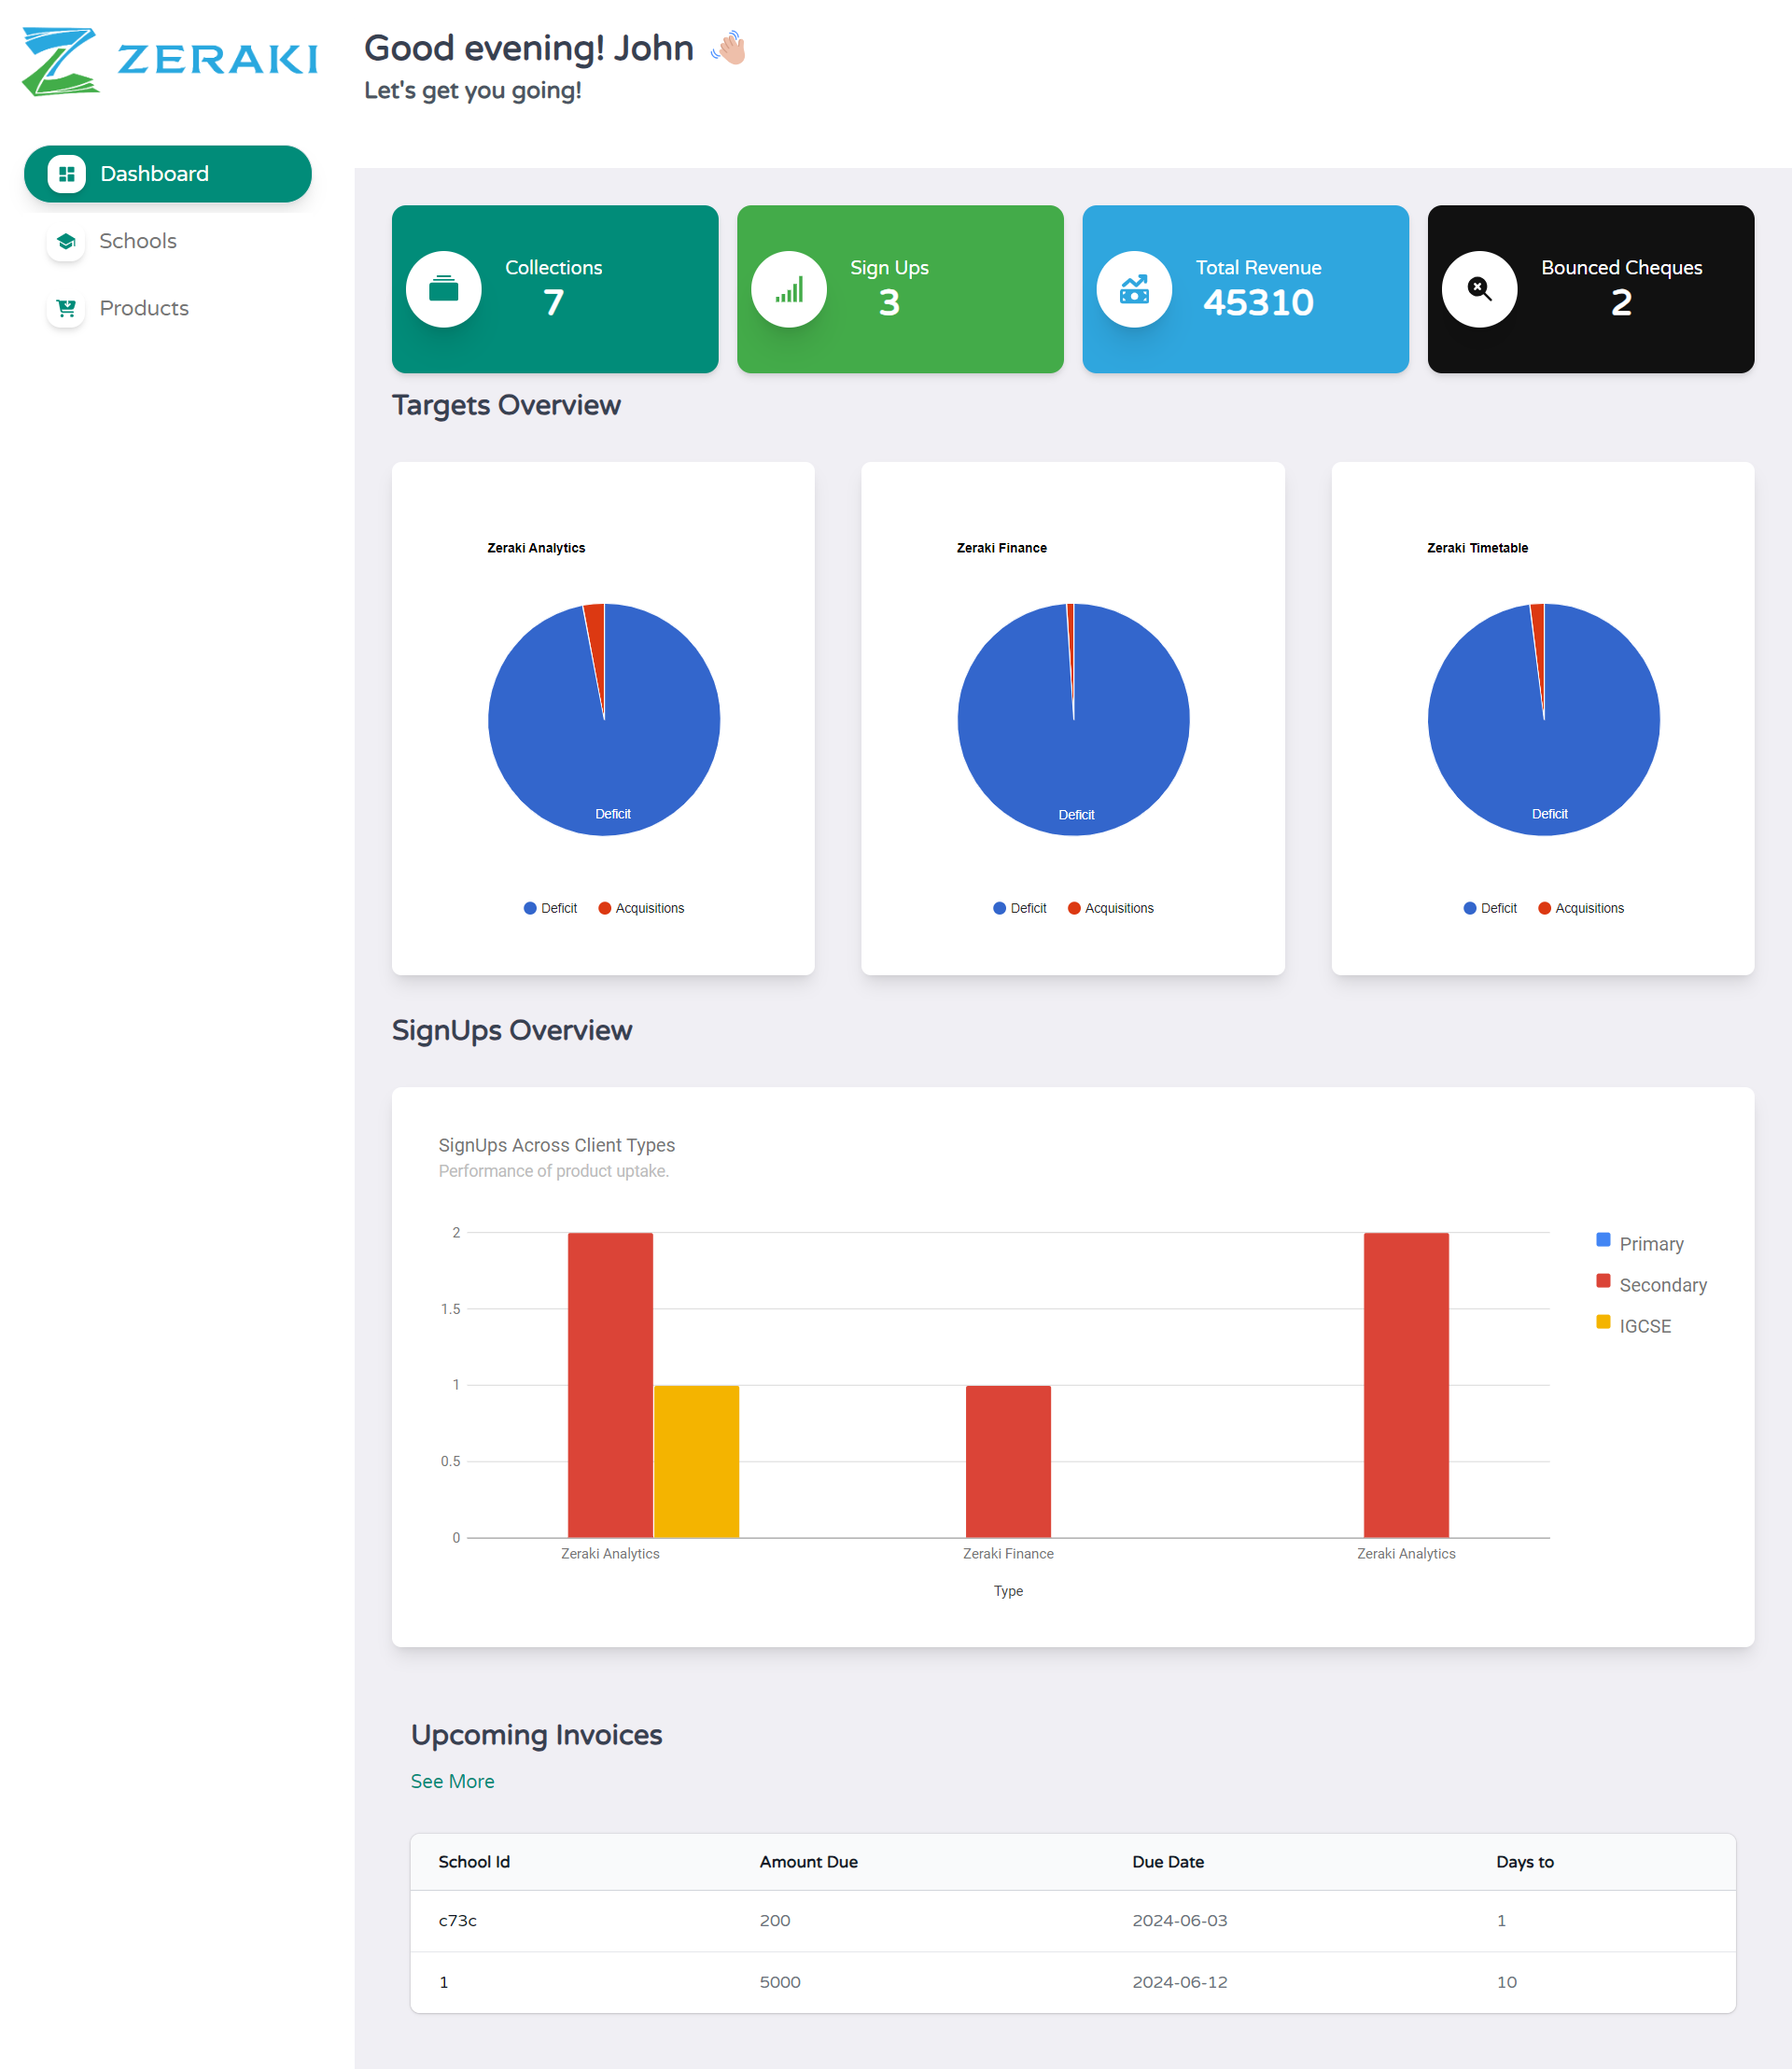 ZERAKI
Good evening! John
Let's get you going!
Dashboard
Schools
Products
Collections
7
Sign Ups
3
Total Revenue
45310
Bounced Cheques
2
Targets Overview
Zeraki Analytics
Deficit
Deficit Acquisitions
Zeraki Finance
Deficit
Deficit Acquisitions
Zeraki Timetable
Deficit
Deficit Acquisitions
SignUps Overview
SignUps Across Client Types
Performance of product uptake.
2
1.5
1
0.5
0
Zeraki Analytics Zeraki Finance Zeraki Analytics
Type
Primary
Secondary
IGCSE
Upcoming Invoices
See More
School Id Amount Due Due Date Days to
c73c 200 2024-06-03 1
1 5000 2024-06-12 10